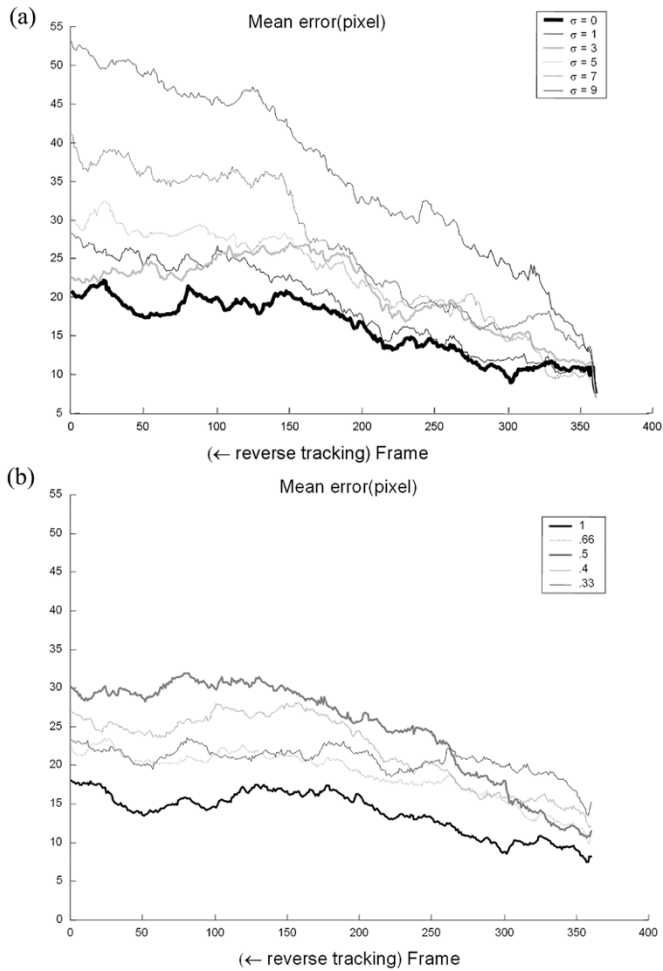 (a)
Mean error(pixel)
σ = 0
σ = 1
σ = 3
σ = 5
σ = 7
σ = 9
55
50
45
40
35
30
25
20
15
10
5
0 50 100 150 200 250 300 350 400
(← reverse tracking) Frame
(b)
Mean error(pixel)
1
.66
.5
.4
.33
55
50
45
40
35
30
25
20
15
10
5
0
0 50 100 150 200 250 300 350 400
(← reverse tracking) Frame